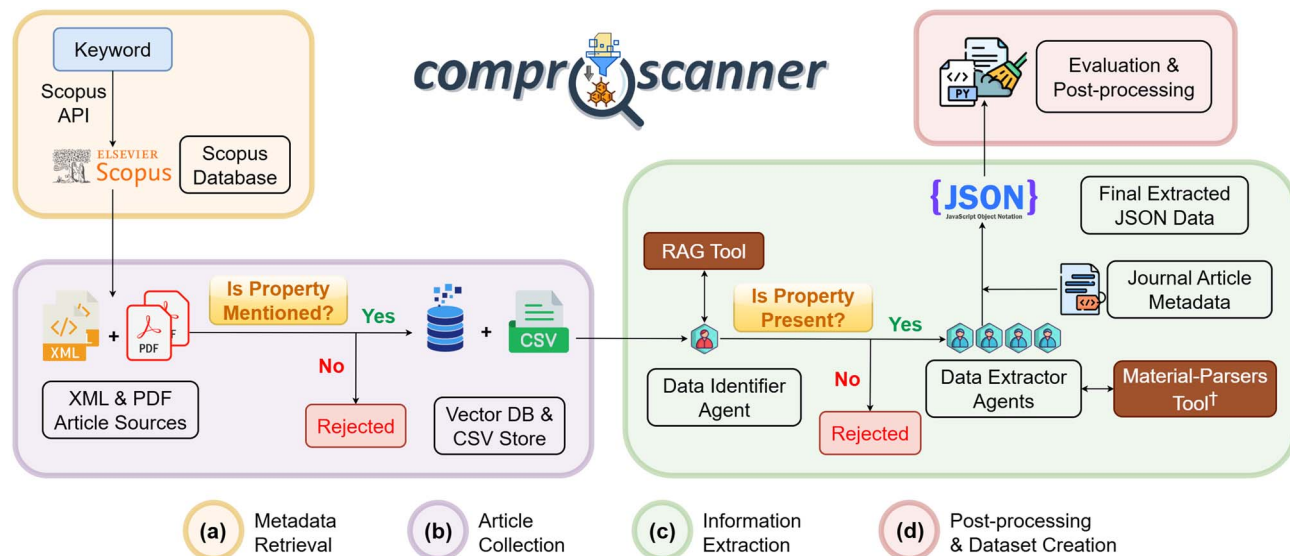 Keyword
Scopus
API
ELSEVIER
Scopus
Scopus
Database
compr scanner
PY
Evaluation &
Post-processing
XML
+
PDF
XML & PDF
Article Sources
Is Property
Mentioned?
Yes
No
Rejected
+
CSV
Vector DB &
CSV Store
RAG Tool
Data Identifier
Agent
Is Property
Present?
Yes
No
Rejected
{JSON}
JavaScript Object Notation
Final Extracted
JSON Data
Journal Article
Metadata
Data Extractor
Agents
Material-Parsers
Tool†
(a) Metadata
Retrieval
(b) Article
Collection
(c) Information
Extraction
(d) Post-processing
& Dataset Creation